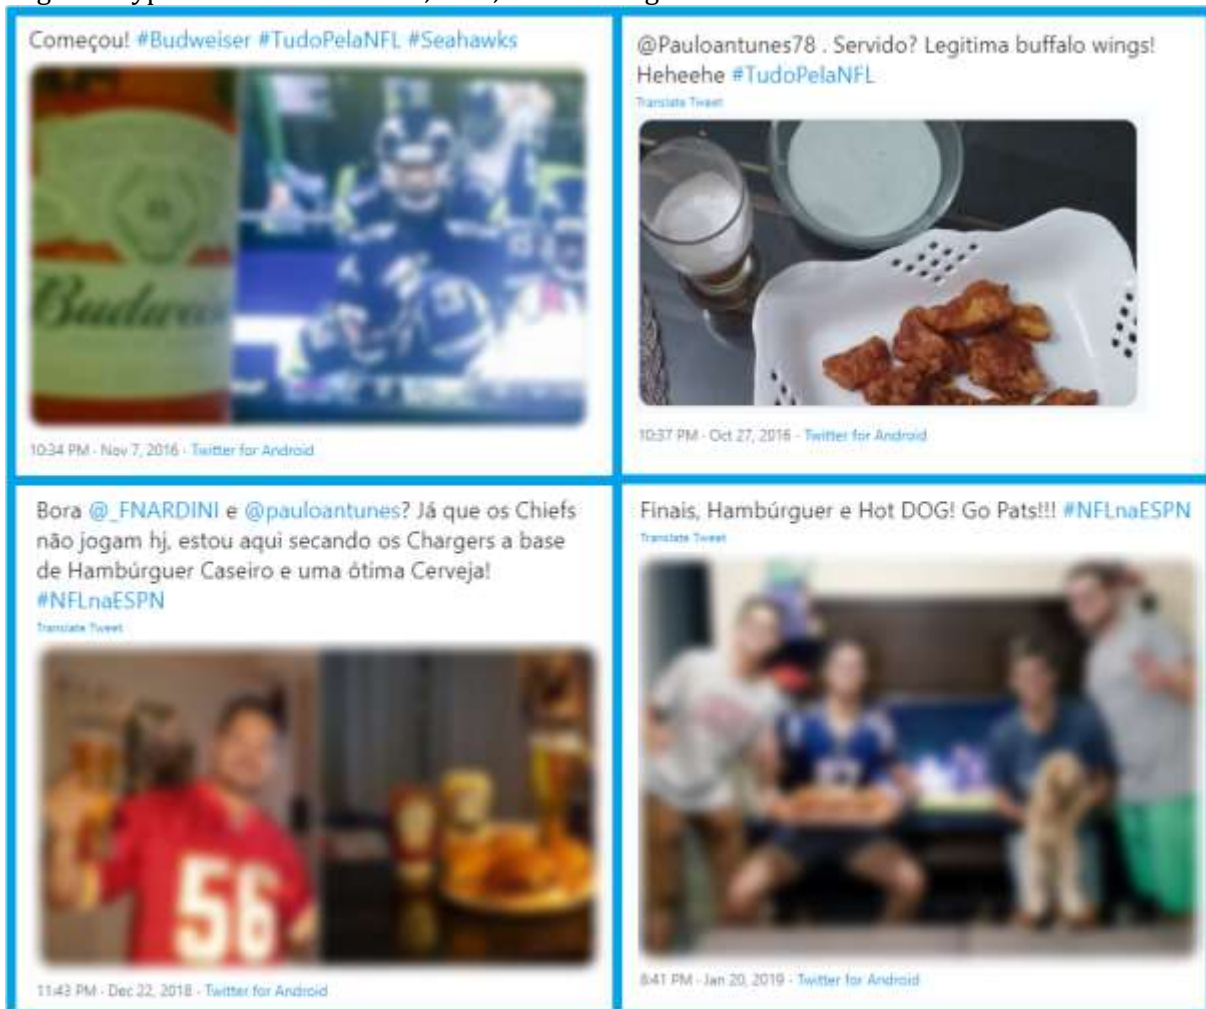 Começou! #Budweiser #TudoPelaNFL #Seahawks
Budweis
10:34 PM · Nov 7, 2016 · Twitter for Android
@Pauloantunes78 . Servido? Legitima buffalo wings!
Heheehe #TudoPelaNFL
Translate Tweet
10:37 PM · Oct 27, 2016 · Twitter for Android
Bora @_FNARDINI e @pauloantunes? Já que os Chiefs
não jogam hj, estou aqui secando os Chargers a base
de Hambúrguer Caseiro e uma ótima Cerveja!
#NFLnaESPN
Translate Tweet
56
11:43 PM · Dec 22, 2018 · Twitter for Android
Finais, Hambúrguer e Hot DOG! Go Pats!!! #NFLnaESPN
Translate Tweet
8:41 PM · Jan 20, 2019 · Twitter for Android